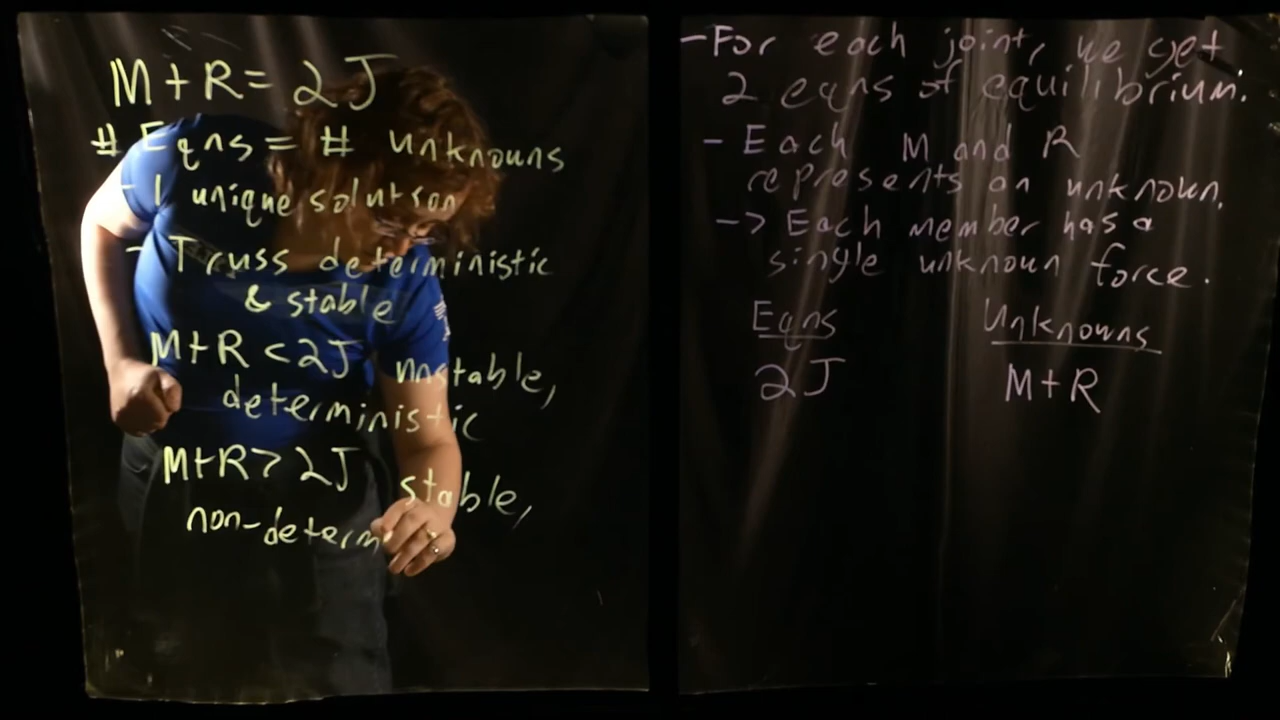 M+R=2J
# Eqns = # unknowns
- 1 unique solution
- Truss deterministic
& stable
M+R<2J unstable,
deterministic
M+R>2J stable,
non-determ
-For each joint, we get
2 eqns of equilibrium.
- Each M and R
represents an unknown.
-> Each member has a
single unknown force.
Eqns Unknowns
2J M+R